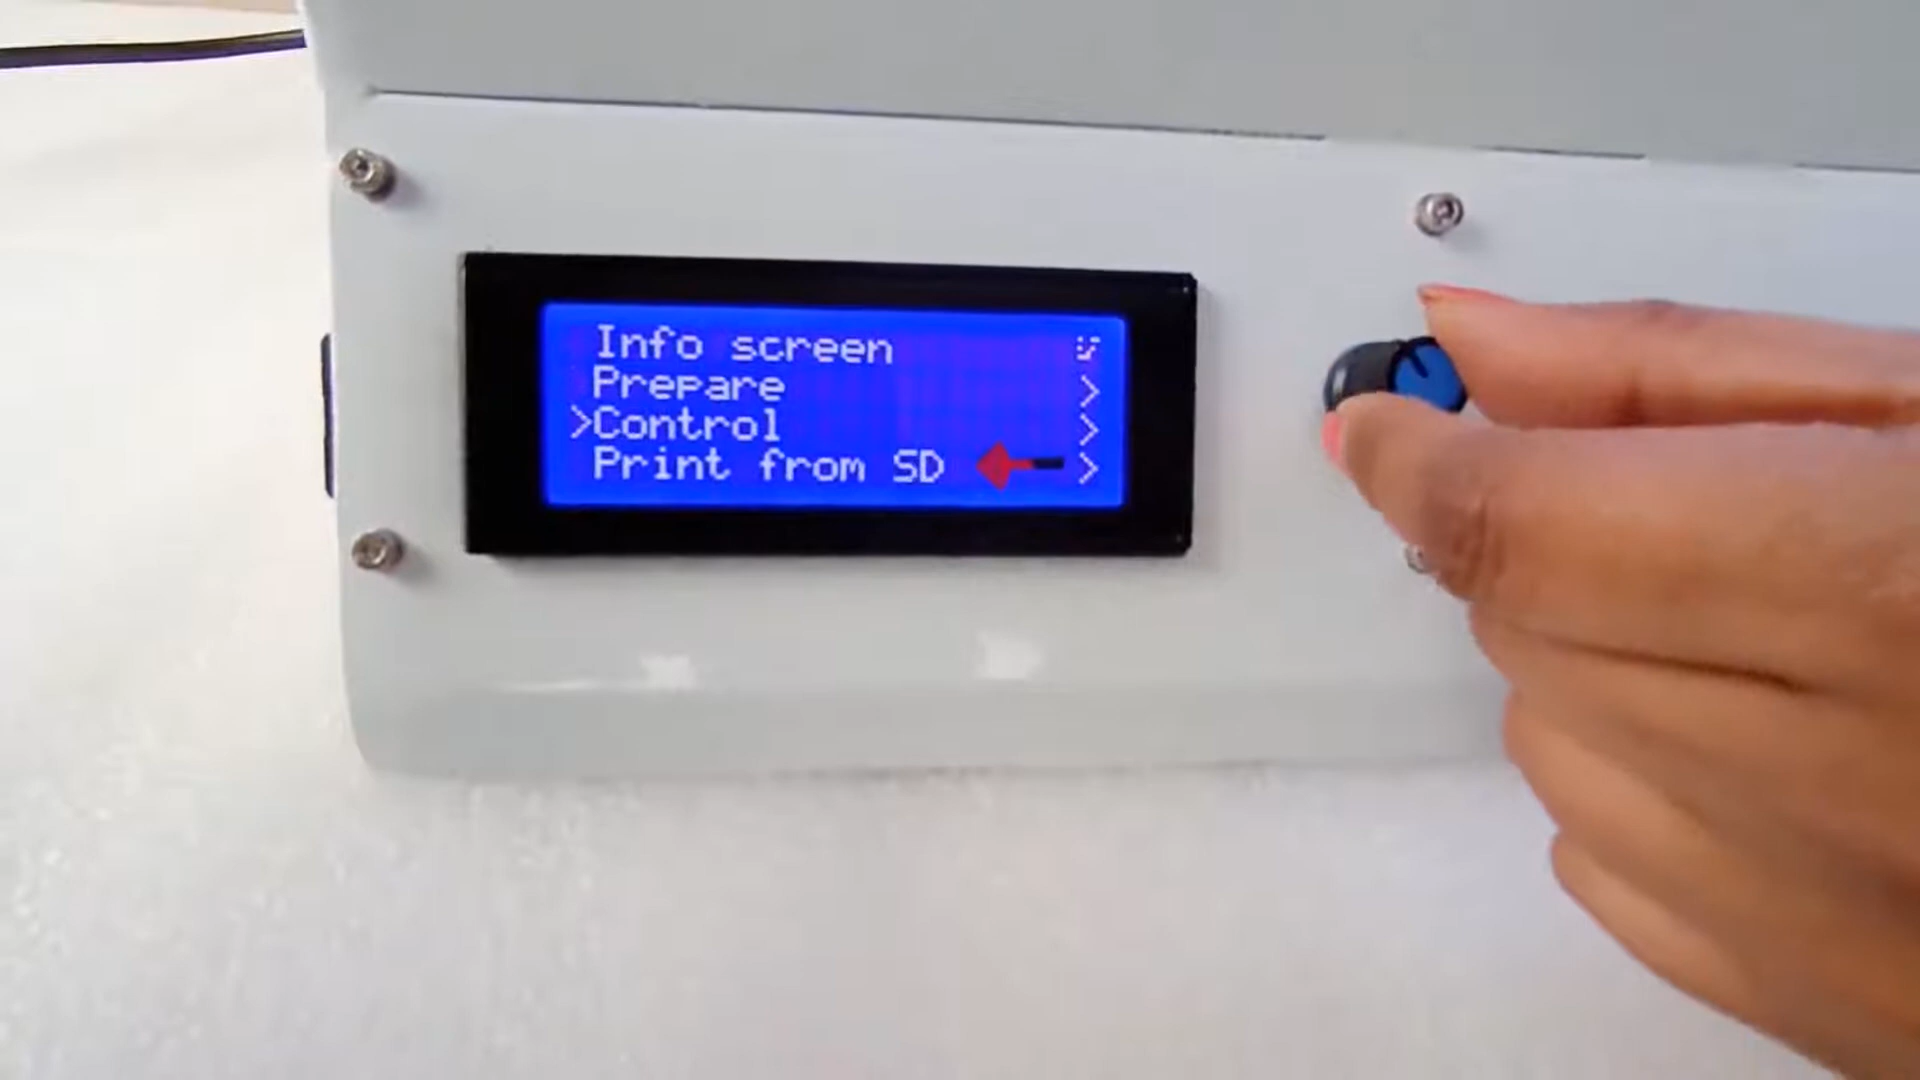 Info screen
Prepare >
>Control >
Print from SD >